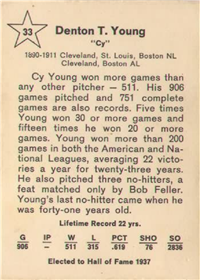 33
Denton T. Young
"Cy"
1890-1911 Cleveland, St. Louis, Boston NL
Cleveland, Boston AL
Cy Young won more games than
any other pitcher — 511. His 906
games pitched and 751 complete
games are also records. Five times
Young won 30 or more games and
fifteen times he won 20 or more
games. Young won more than 200
games in both the American and
National Leagues, averaging 22 victories
a year for twenty-three years.
He also pitched three no-hitters, a
feat matched only by Bob Feller.
Young's last no-hitter came when he
was forty-one years old.
Lifetime Record 22 yrs.
G IP W L PCT SHO SO
906 — 511 315 .619 76 2836
Elected to Hall of Fame 1937